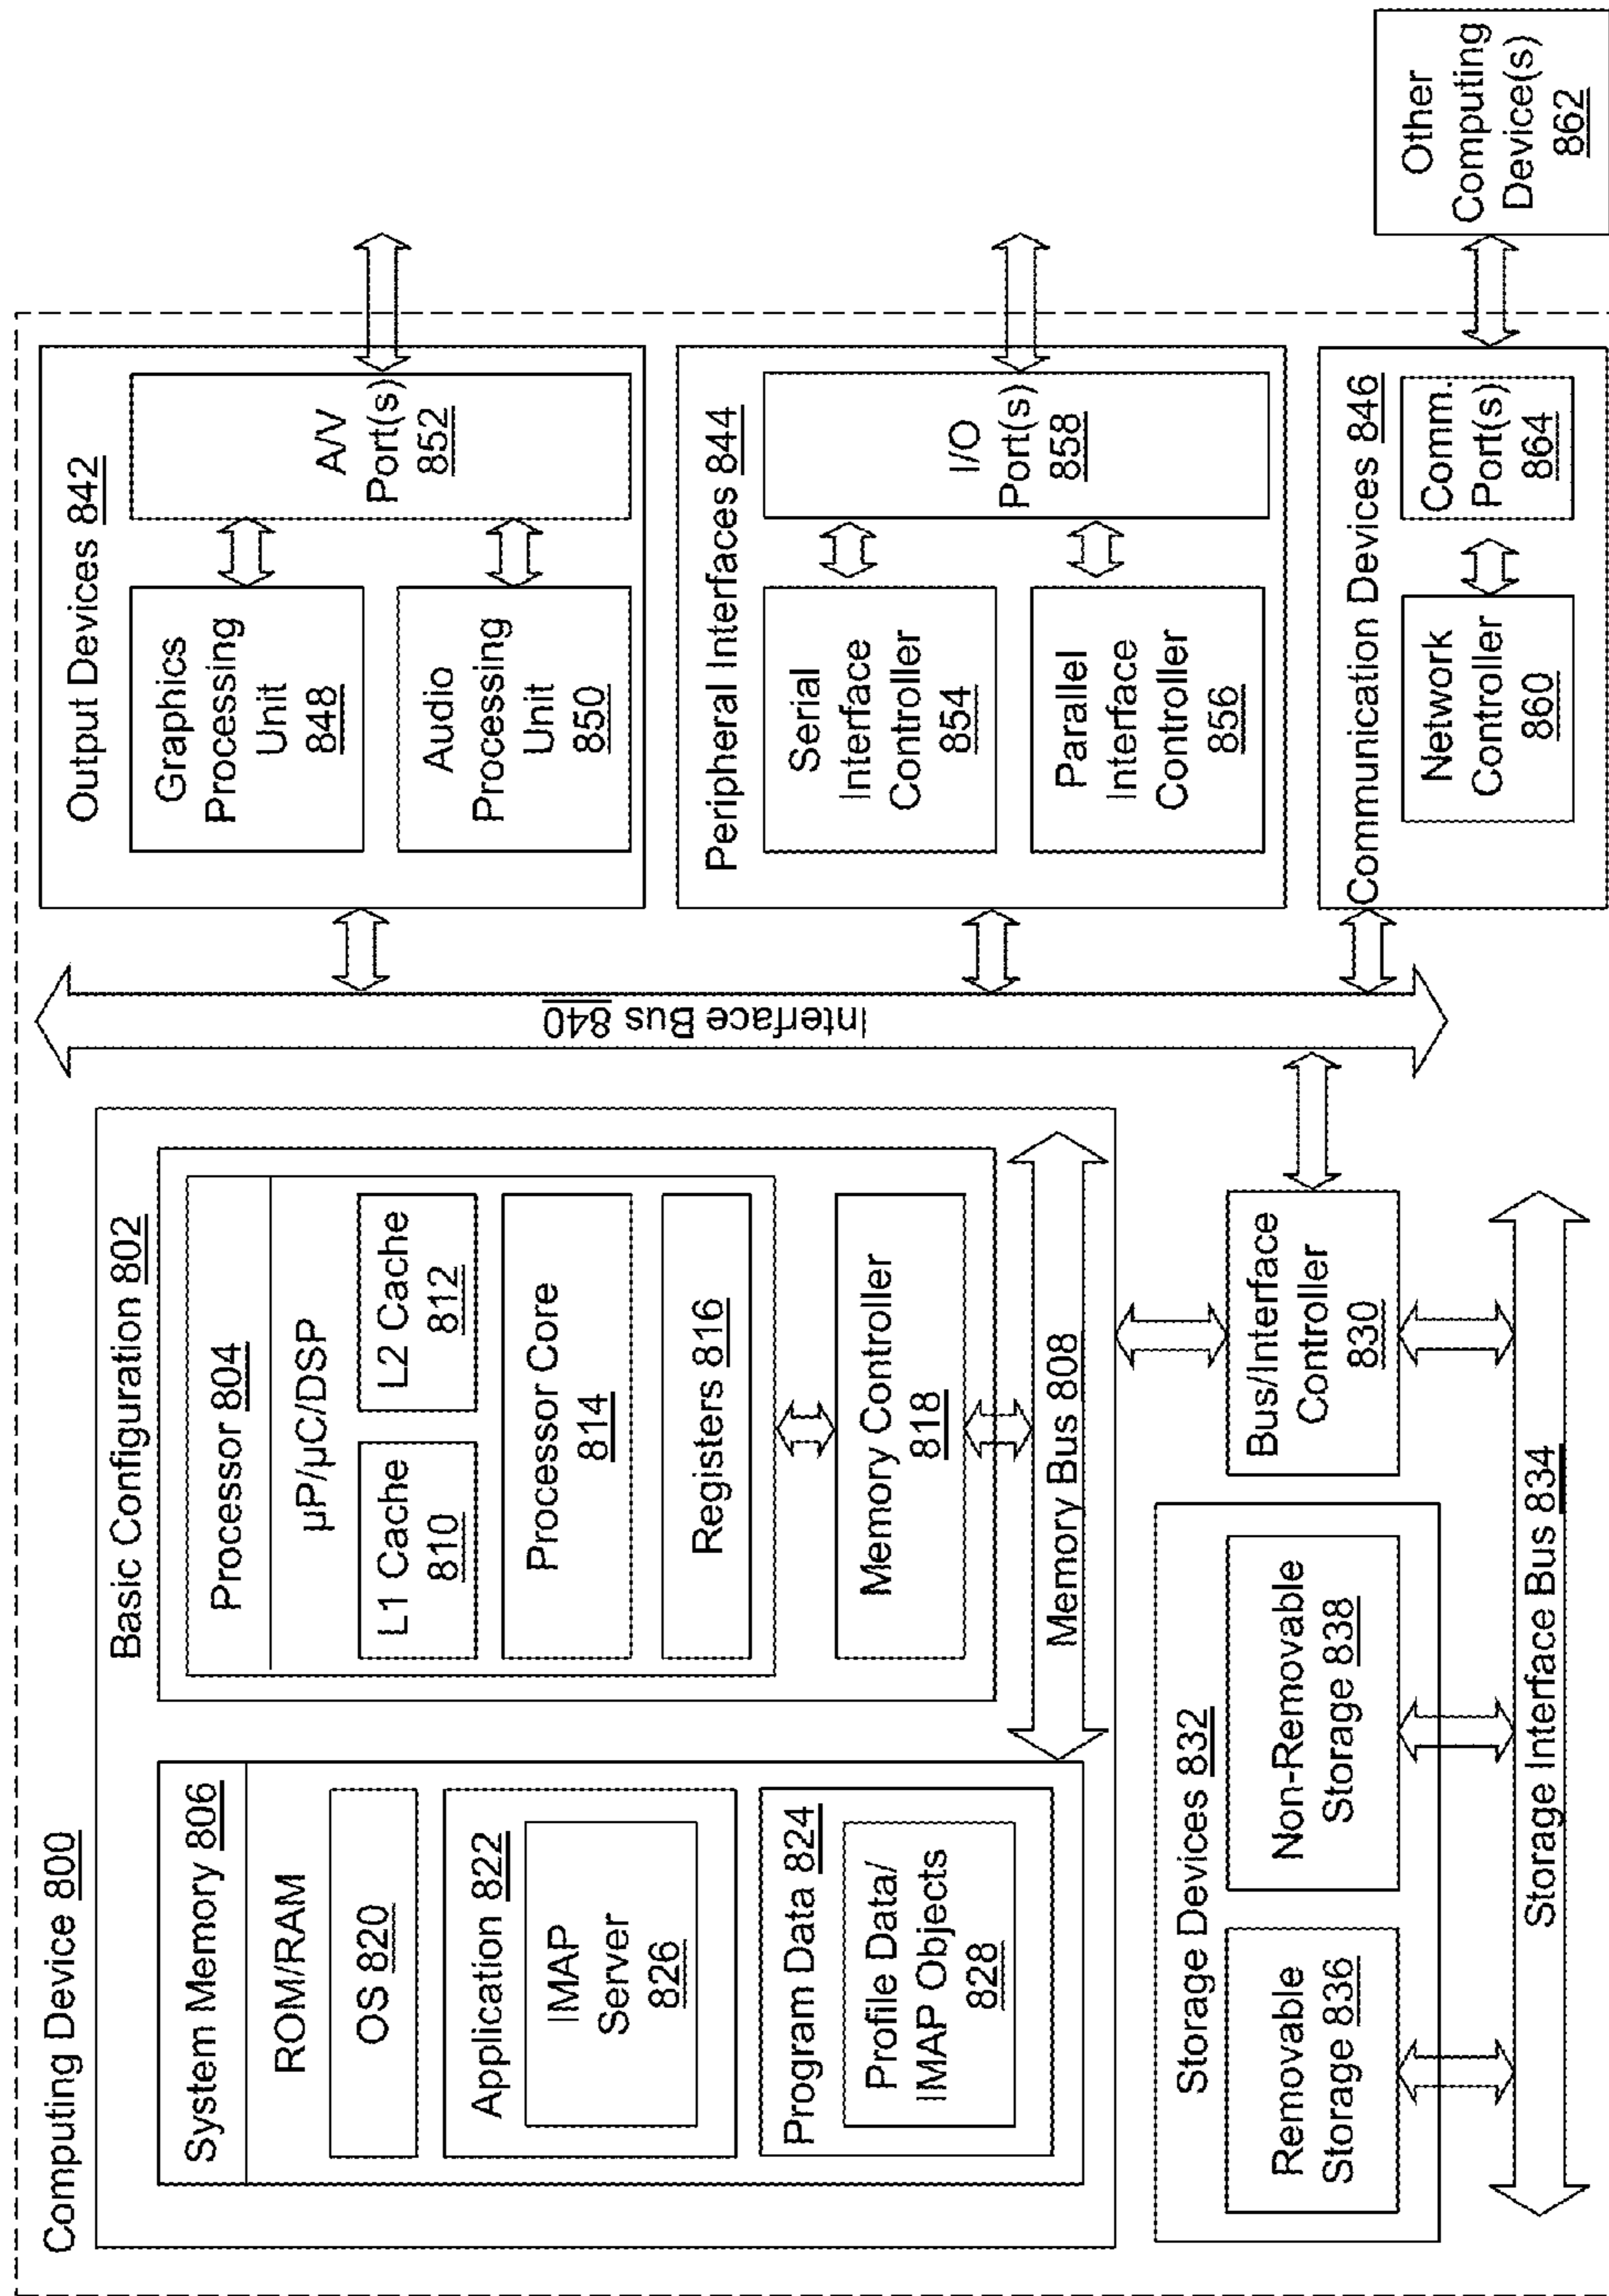 Computing Device 800
Basic Configuration 802
System Memory 806
ROM/RAM
OS 820
Application 822
IMAP
Server
826
Program Data 824
Profile Data/
IMAP Objects
828
Processor 804
µP/µC/DSP
L1 Cache
810
L2 Cache
812
Processor Core
814
Registers 816
Memory Controller
818
Memory Bus 808
Bus/Interface
Controller
830
Storage Devices 832
Removable
Storage 836
Non-Removable
Storage 838
Storage Interface Bus 834
Interface Bus 840
Output Devices 842
Graphics
Processing
Unit
848
Audio
Processing
Unit
850
A/V
Port(s)
852
Peripheral Interfaces 844
Serial
Interface
Controller
854
Parallel
Interface
Controller
856
I/O
Port(s)
858
Communication Devices 846
Network
Controller
860
Comm.
Port(s)
864
Other
Computing
Device(s)
862